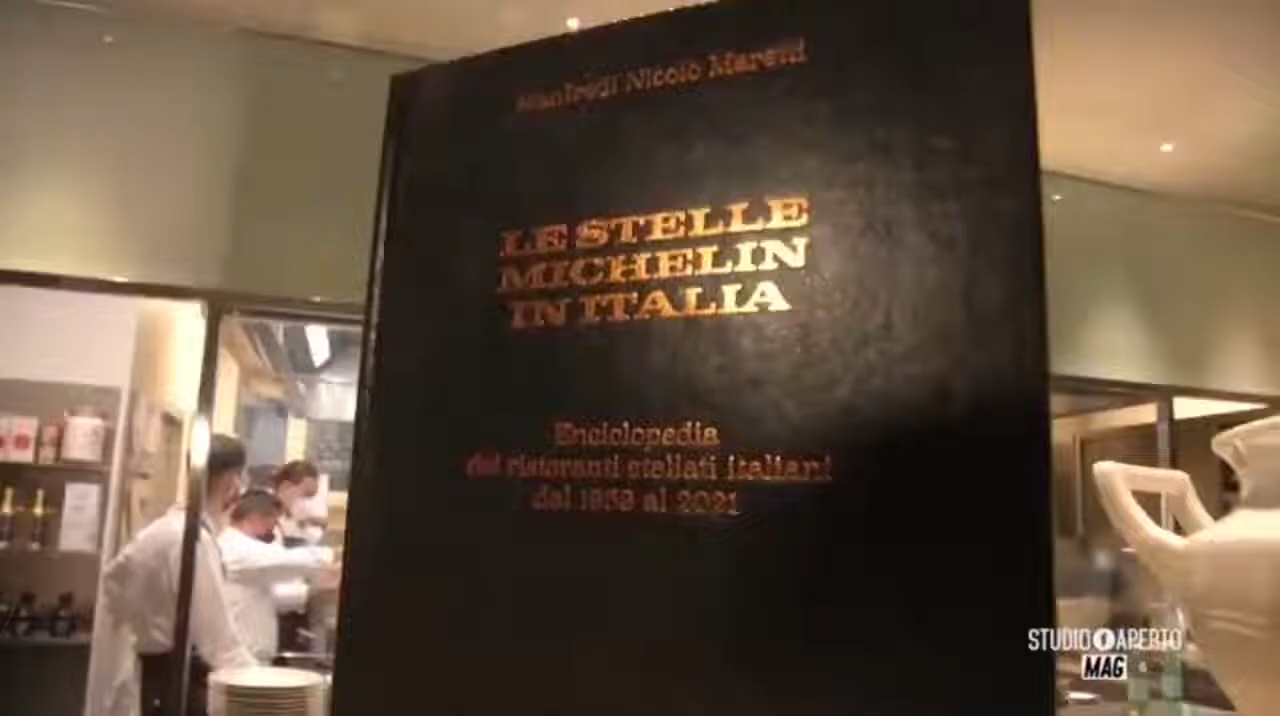 Manfredi Nicolò Maretti
LE STELLE
MICHELIN
IN ITALIA
Enciclopedia
dei ristoranti stellati italiani
dal 1959 al 2021
STUDIO APERTO
MAG